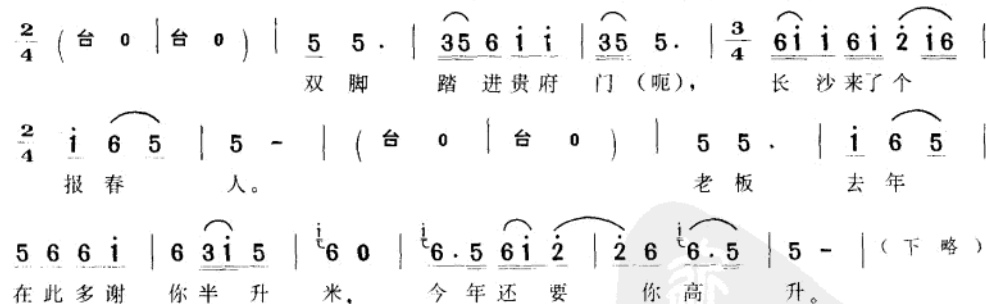 2/4 ( 台 0 | 台 0 ) | 5 5. | 35 6 i i | 35 5. | 3/4 6i i 6i 2 i6 |
双 脚 踏 进 贵 府 门 (呃), 长 沙 来了 个
2/4 i 6 5 | 5 - | ( 台 0 | 台 0 ) | 5 5. | i 6 5 |
报 春 人。 老 板 去 年
5 6 6 i | 6 3i 5 | i 6 0 | i 6. 5 6i 2 | 2 6 i 6. 5 | 5 - | (下 略)
在 此 多 谢 你 半 升 米, 今 年 还 要 你 高 升。